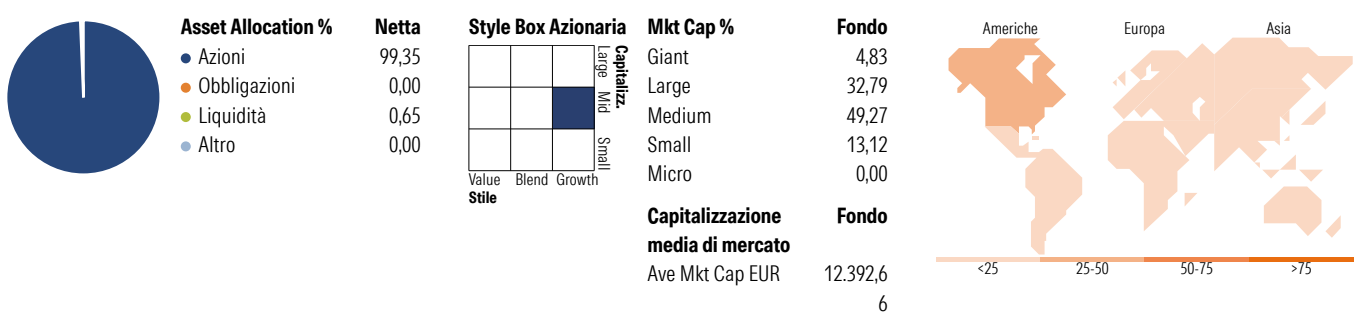 Asset Allocation % Netta
Azioni 99,35
Obbligazioni 0,00
Liquidità 0,65
Altro 0,00
Style Box Azionaria
Capitalizz.
Large
Mid
Small
Value Blend Growth
Stile
Mkt Cap % Fondo
Giant 4,83
Large 32,79
Medium 49,27
Small 13,12
Micro 0,00
Capitalizzazione Fondo
media di mercato
Ave Mkt Cap EUR 12.392,6
6
Americhe Europa Asia
<25 25-50 50-75 >75